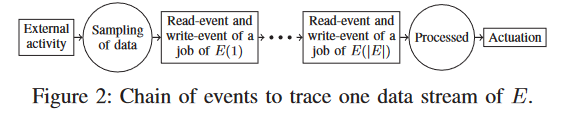 External
activity
Sampling
of data
Read-event and
write-event of a
job of E(1)
• • •
Read-event and
write-event of a
job of E(|E|)
Processed
Actuation
Figure 2: Chain of events to trace one data stream of E.